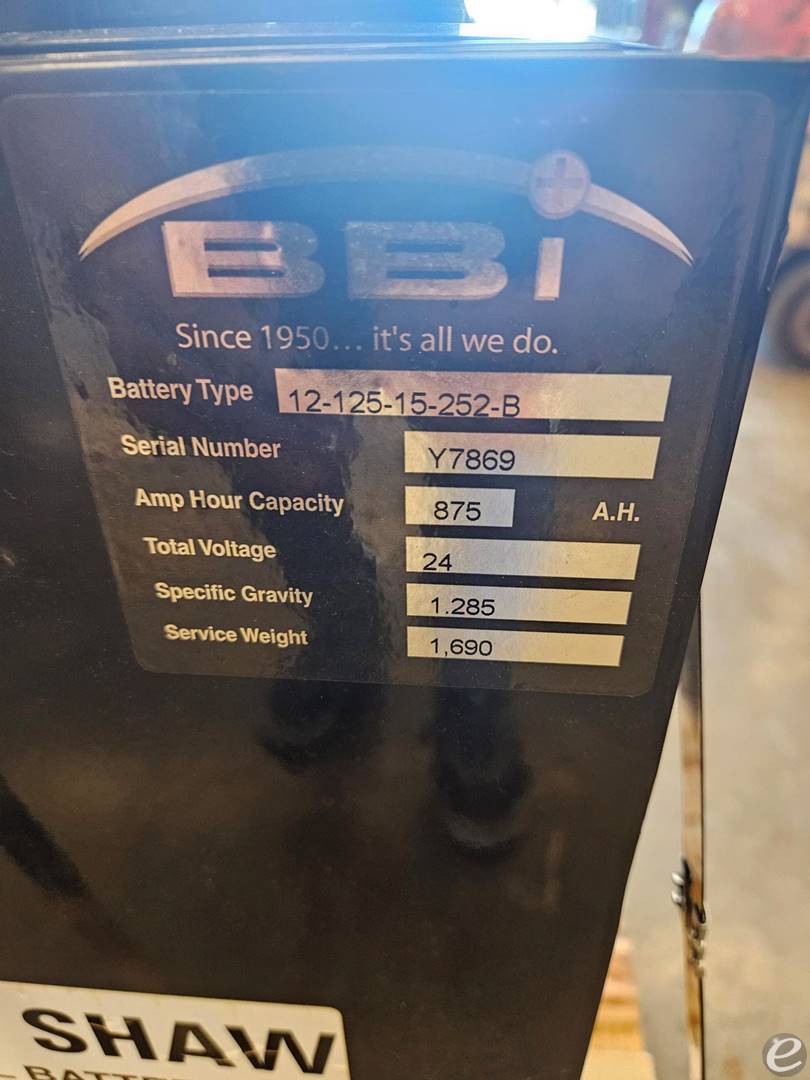 BBi
Since 1950... it's all we do.
Battery Type 12-125-15-252-B
Serial Number Y7869
Amp Hour Capacity 875 A.H.
Total Voltage 24
Specific Gravity 1.285
Service Weight 1,690
SHAW
e